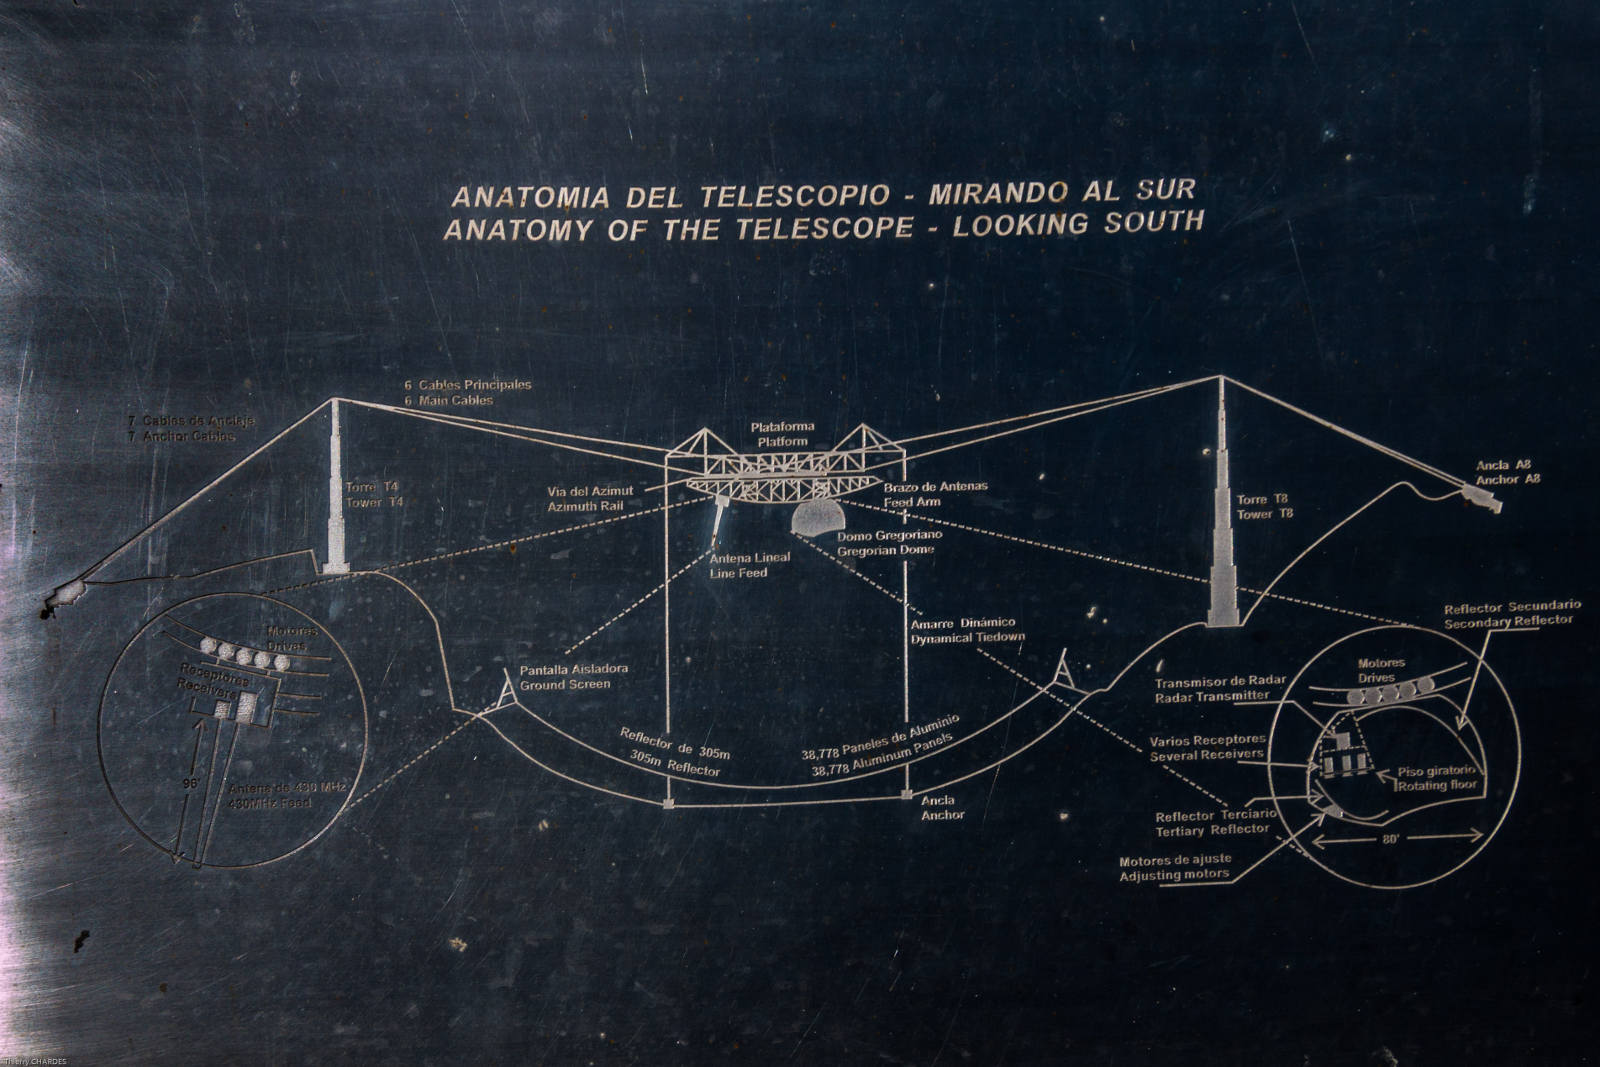 ANATOMIA DEL TELESCOPIO - MIRANDO AL SUR
ANATOMY OF THE TELESCOPE - LOOKING SOUTH
6 Cables Principales
6 Main Cables
7 Cables de Anclaje
7 Anchor Cables
Plataforma
Platform
Ancla A8
Anchor A8
Torre T4
Tower T4
Via del Azimut
Azimuth Rail
Brazo de Antenas
Feed Arm
Torre T8
Tower T8
Domo Gregoriano
Gregorian Dome
Antena Lineal
Line Feed
Reflector Secundario
Secondary Reflector
Amarre Dinámico
Dynamical Tiedown
Motores
Drives
Receptores
Receivers
Pantalla Aisladora
Ground Screen
Motores
Drives
Transmisor de Radar
Radar Transmitter
Reflector de 305m
305m Reflector
38,778 Paneles de Aluminio
38,778 Aluminum Panels
Varios Receptores
Several Receivers
Piso giratorio
Rotating floor
96'
Antena de 430 MHz
430MHz Feed
Ancla
Anchor
Reflector Terciario
Tertiary Reflector
80'
Motores de ajuste
Adjusting motors
Thierry CHARDES